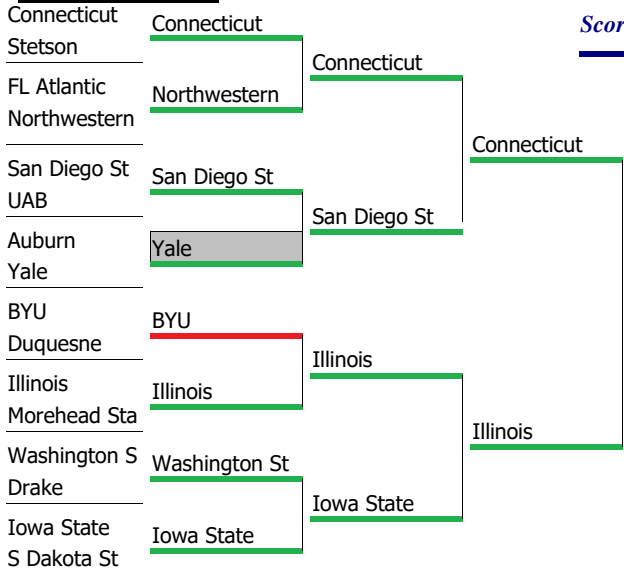 Connecticut
Stetson
FL Atlantic
Northwestern
San Diego St
UAB
Auburn
Yale
BYU
Duquesne
Illinois
Morehead Sta
Washington S
Drake
Iowa State
S Dakota St
Connecticut
Northwestern
San Diego St
Yale
BYU
Illinois
Washington St
Iowa State
Connecticut
San Diego St
Illinois
Iowa State
Connecticut
Illinois
Scor